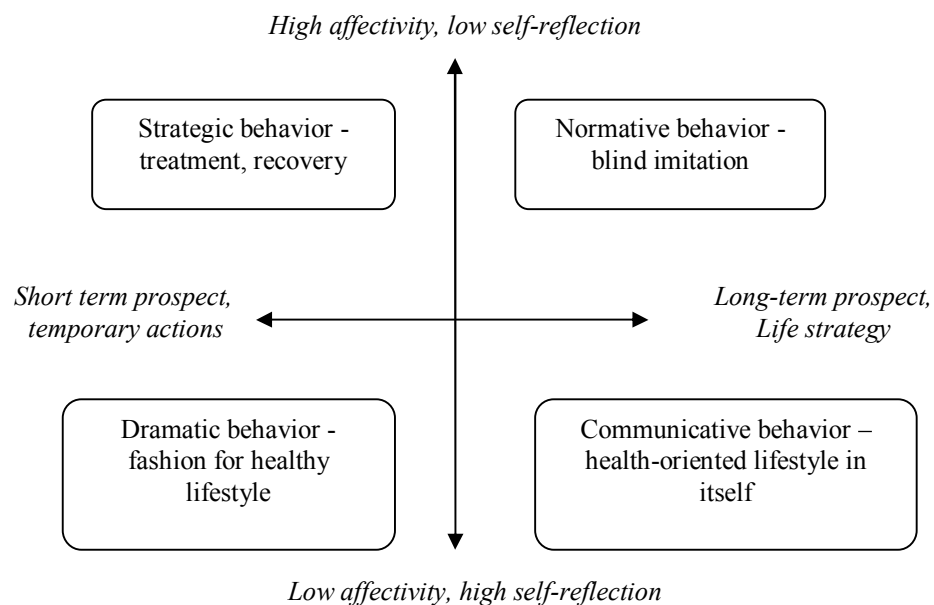 High affectivity, low self-reflection
Strategic behavior -
treatment, recovery
Normative behavior -
blind imitation
Short term prospect,
temporary actions
Long-term prospect,
Life strategy
Dramatic behavior -
fashion for healthy
lifestyle
Communicative behavior –
health-oriented lifestyle in
itself
Low affectivity, high self-reflection